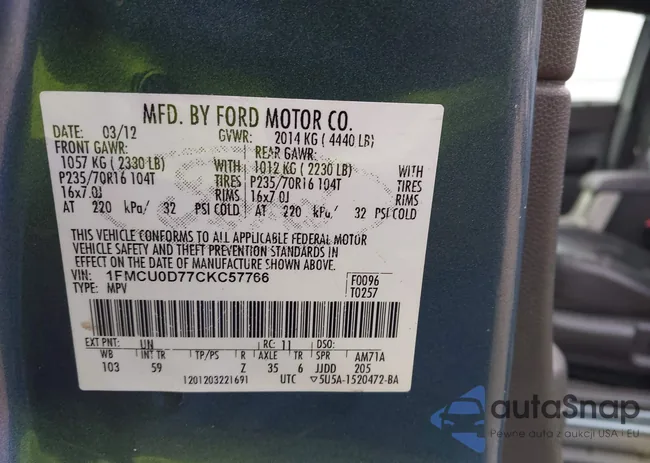 MFD. BY FORD MOTOR CO.
DATE: 03/12 GVWR: 2014 KG ( 4440 LB)
FRONT GAWR: REAR GAWR:
1057 KG ( 2330 LB) WITH 1012 KG ( 2230 LB) WITH
P235/70R16 104T TIRES P235/70R16 104T TIRES
16x7.0J RIMS 16x7.0J RIMS
AT 220 kPa/ 32 PSI COLD AT 220 kPa/ 32 PSI COLD
THIS VEHICLE CONFORMS TO ALL APPLICABLE FEDERAL MOTOR
VEHICLE SAFETY AND THEFT PREVENTION STANDARDS IN
EFFECT ON THE DATE OF MANUFACTURE SHOWN ABOVE.
VIN: 1FMCU0D77CKC57766 F0096
TYPE: MPV T0257
EXT PNT: UN RC: 11 DSO:
WB INT TR TP/PS R AXLE TR SPR AM71A
103 59 Z 35 6 JJDD 205
1201203221691 UTC ▽5U5A-1520472-BA
autoSnap
Pewne auta z aukcji USA i EU